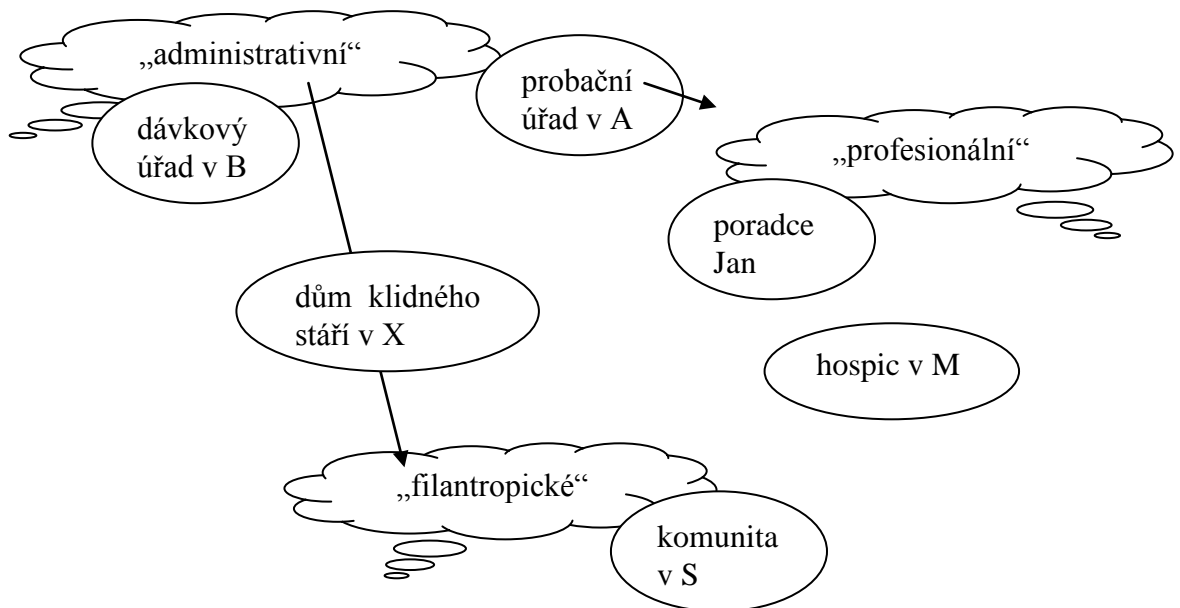 „administrativní“
probační
úřad v A
dávkový
úřad v B
„profesionální“
poradce
Jan
dům klidného
stáří v X
hospic v M
„filantropické“
komunita
v S